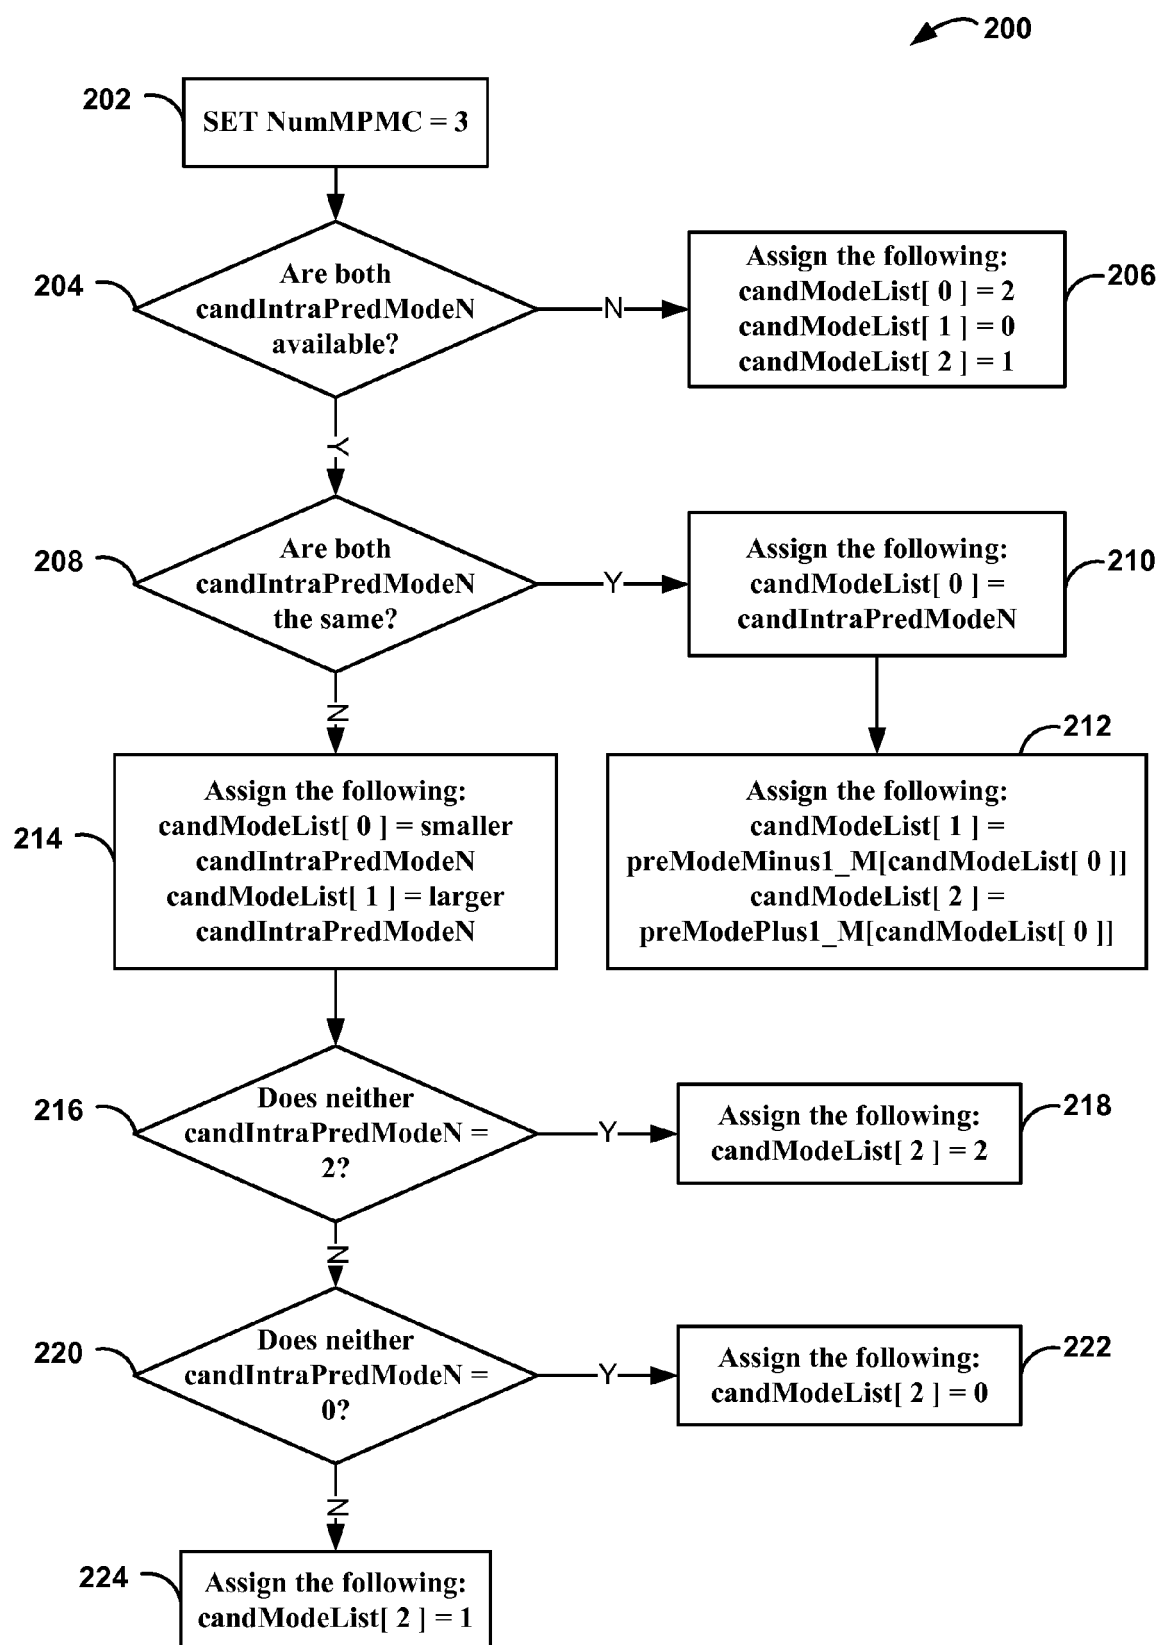 200
202
SET NumMPMC = 3
204
Are both
candIntraPredModeN
available?
N
Assign the following:
candModeList[ 0 ] = 2
candModeList[ 1 ] = 0
candModeList[ 2 ] = 1
206
Y
208
Are both
candIntraPredModeN
the same?
Y
Assign the following:
candModeList[ 0 ] =
candIntraPredModeN
210
N
212
Assign the following:
candModeList[ 1 ] =
preModeMinus1_M[candModeList[ 0 ]]
candModeList[ 2 ] =
preModePlus1_M[candModeList[ 0 ]]
214
Assign the following:
candModeList[ 0 ] = smaller
candIntraPredModeN
candModeList[ 1 ] = larger
candIntraPredModeN
216
Does neither
candIntraPredModeN =
2?
Y
Assign the following:
candModeList[ 2 ] = 2
218
N
220
Does neither
candIntraPredModeN =
0?
Y
Assign the following:
candModeList[ 2 ] = 0
222
N
224
Assign the following:
candModeList[ 2 ] = 1